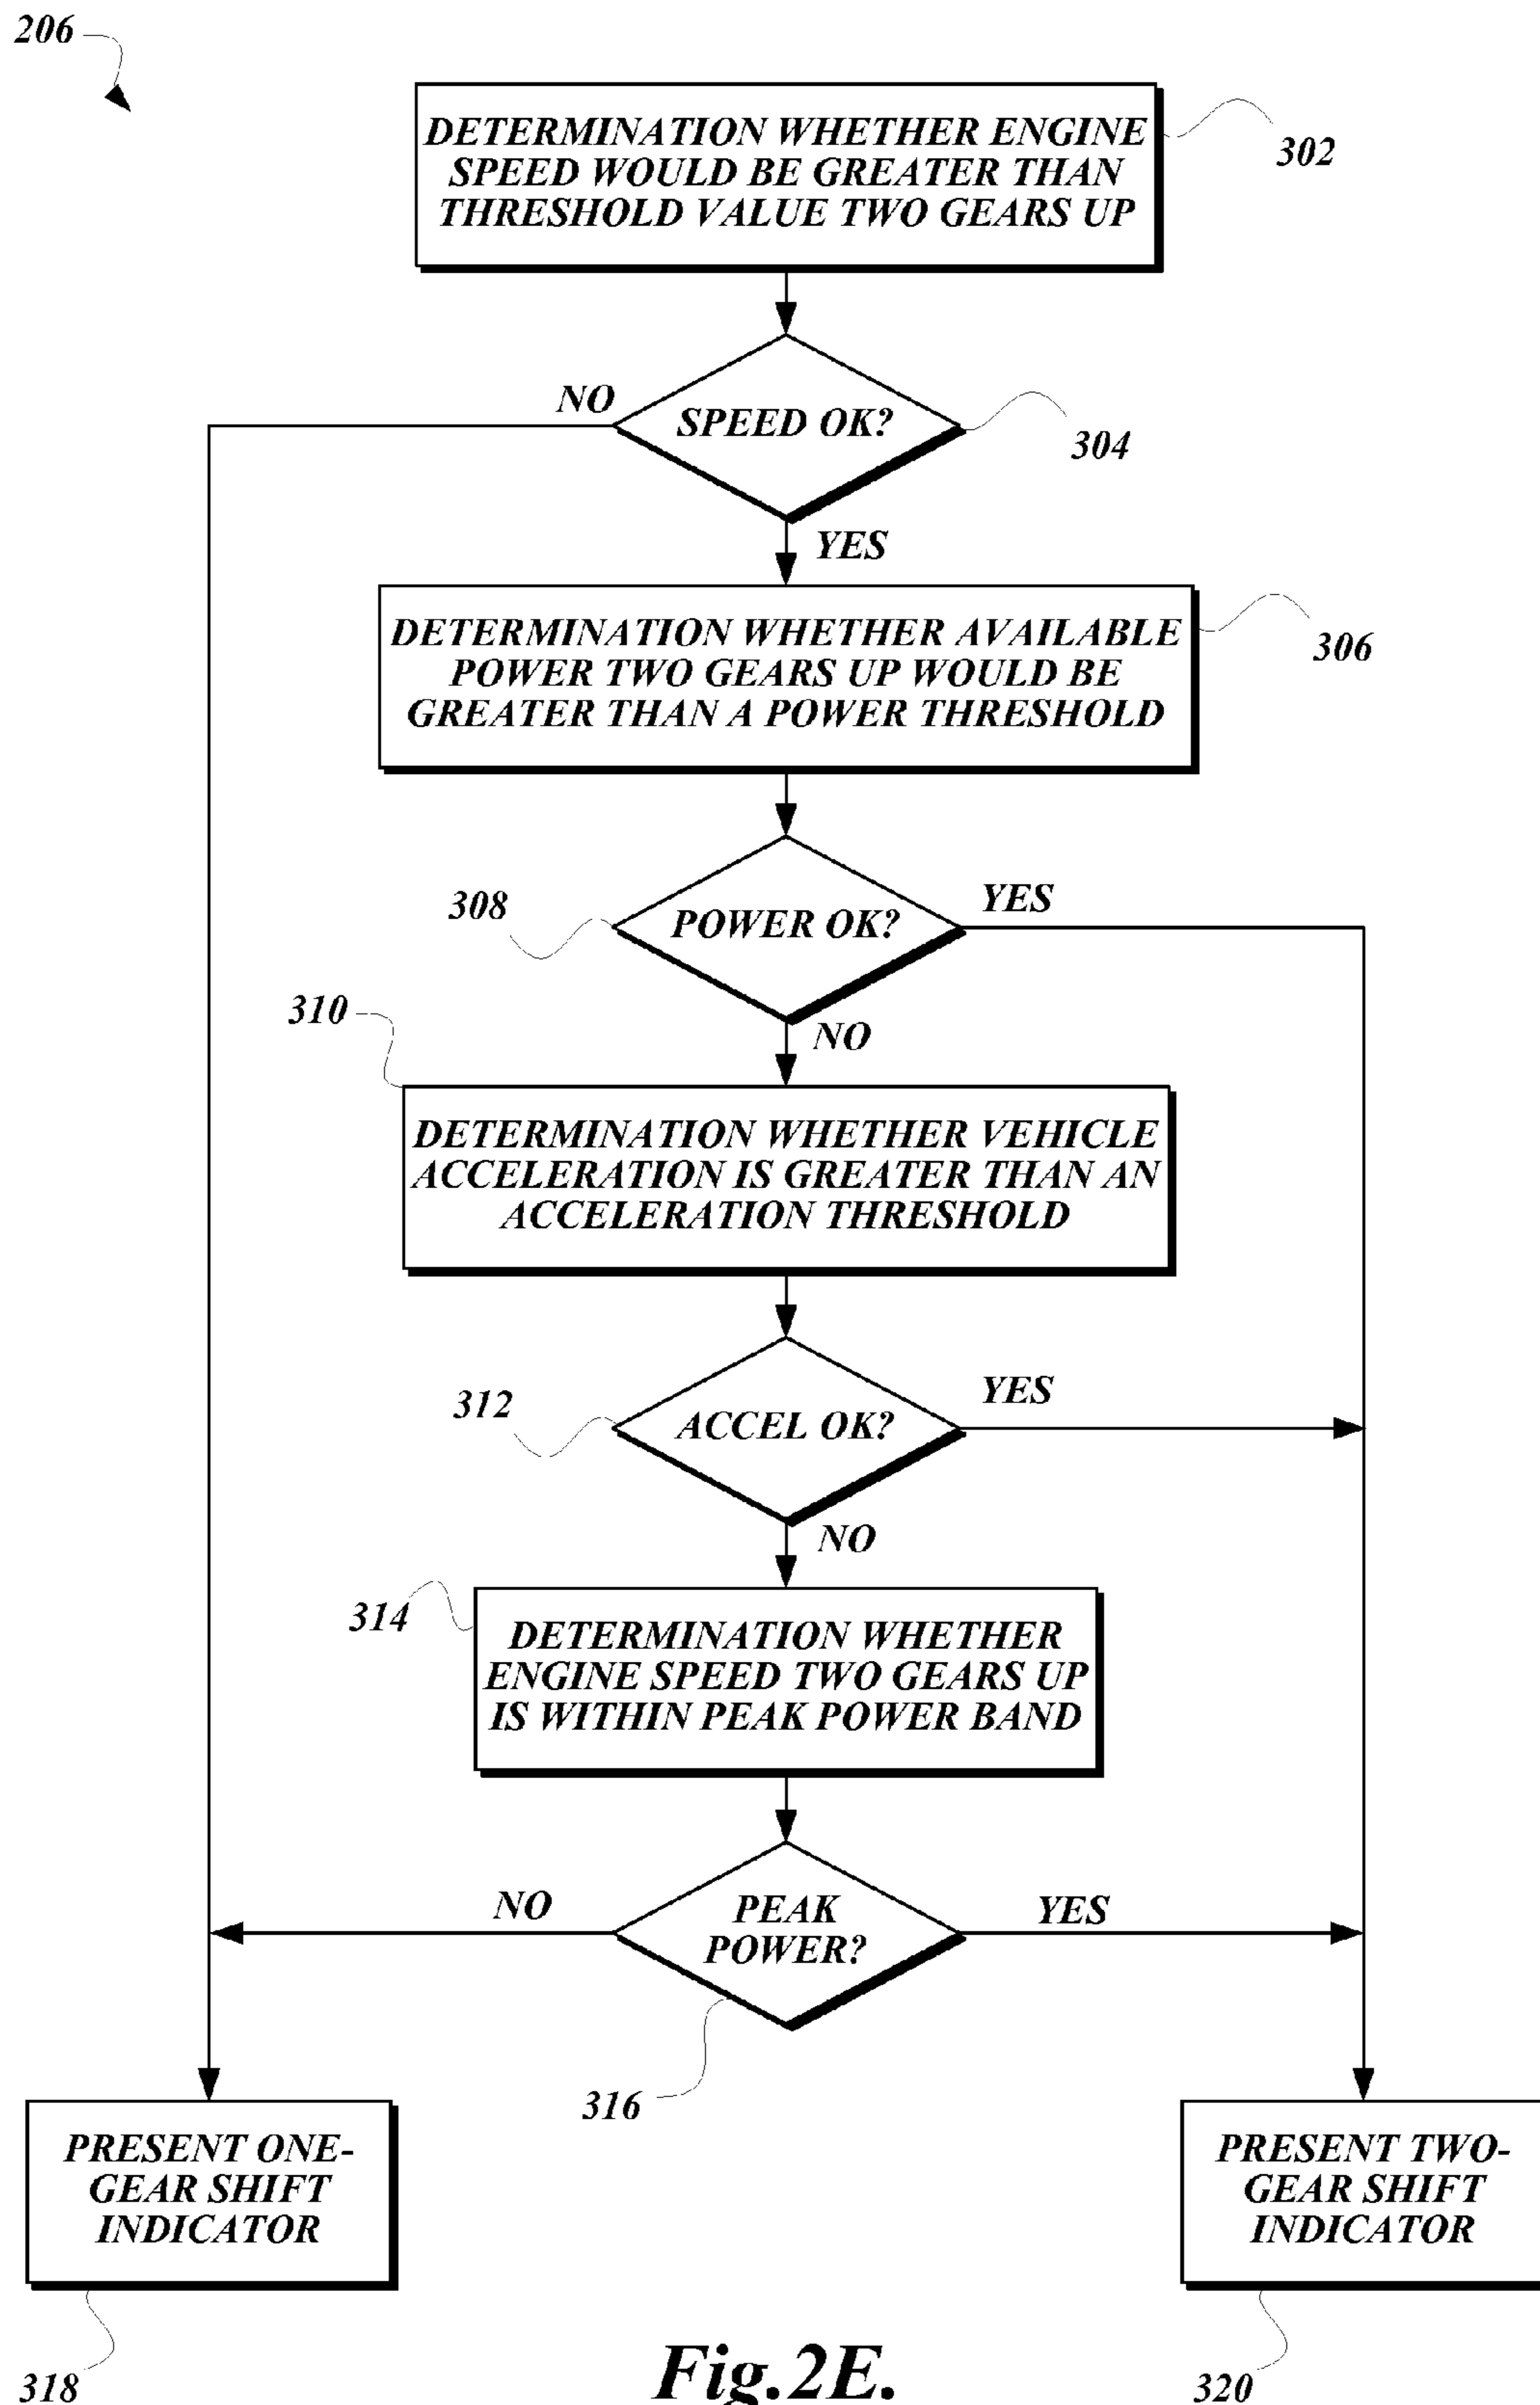 206
DETERMINATION WHETHER ENGINE
SPEED WOULD BE GREATER THAN
THRESHOLD VALUE TWO GEARS UP
302
NO
SPEED OK?
304
YES
DETERMINATION WHETHER AVAILABLE
POWER TWO GEARS UP WOULD BE
GREATER THAN A POWER THRESHOLD
306
308
POWER OK?
YES
NO
310
DETERMINATION WHETHER VEHICLE
ACCELERATION IS GREATER THAN AN
ACCELERATION THRESHOLD
312
ACCEL OK?
YES
NO
314
DETERMINATION WHETHER
ENGINE SPEED TWO GEARS UP
IS WITHIN PEAK POWER BAND
NO
PEAK
POWER?
YES
316
PRESENT ONE-
GEAR SHIFT
INDICATOR
318
PRESENT TWO-
GEAR SHIFT
INDICATOR
320
Fig.2E.